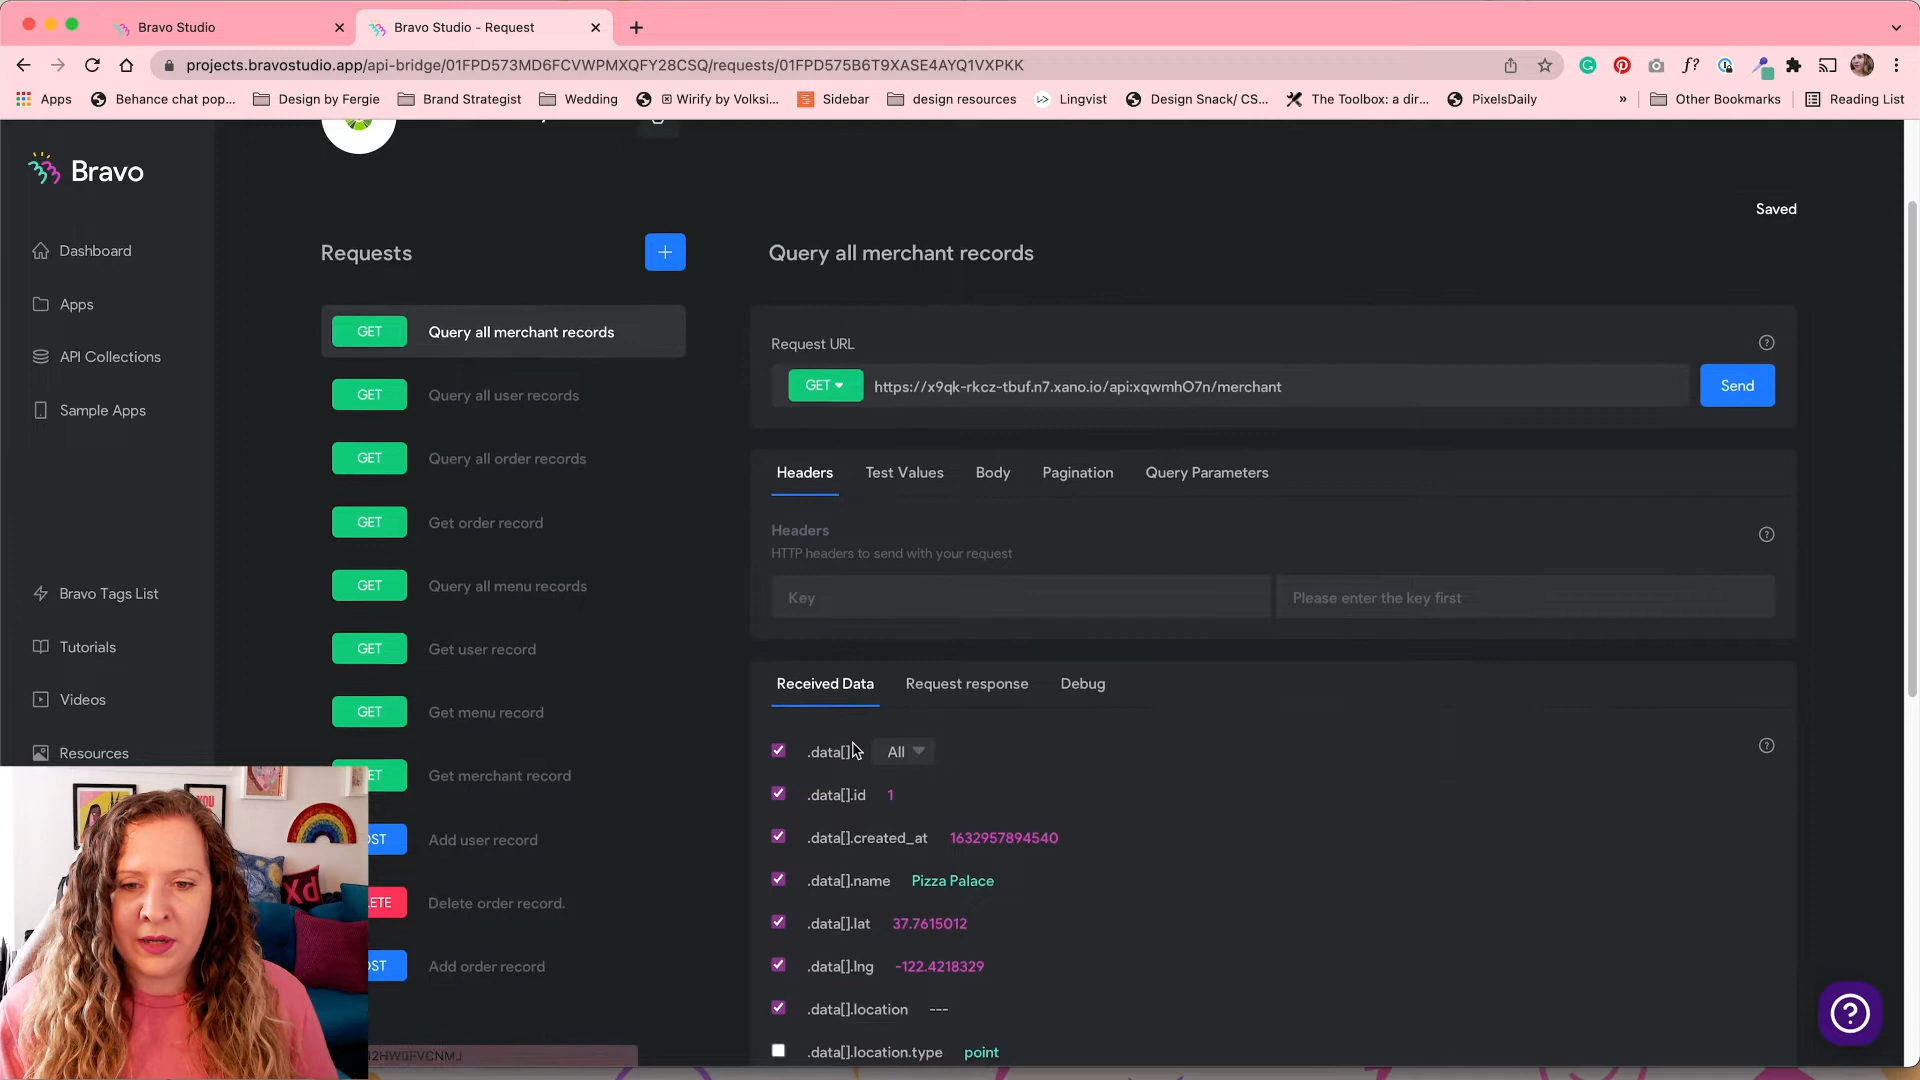 Bravo Studio
Bravo Studio - Request
projects.bravostudio.app/api-bridge/01FPD573MD6FCVWPMXQFY28CSQ/requests/01FPD575B6T9XASE4AYQ1VXPKK
Apps
Behance chat pop...
Design by Fergie
Brand Strategist
Wedding
Wirify by Volksi...
Sidebar
design resources
Lingvist
Design Snack/ CS...
The Toolbox: a dir...
PixelsDaily
»
Other Bookmarks
Reading List
Bravo
Dashboard
Apps
API Collections
Sample Apps
Bravo Tags List
Tutorials
Videos
Resources
Saved
Requests
+
GET Query all merchant records
GET Query all user records
GET Query all order records
GET Get order record
GET Query all menu records
GET Get user record
GET Get menu record
ET Get merchant record
OST Add user record
LETE Delete order record.
OST Add order record
Query all merchant records
Request URL
GET https://x9qk-rkcz-tbuf.n7.xano.io/api:xqwmhO7n/merchant Send
Headers Test Values Body Pagination Query Parameters
Headers
HTTP headers to send with your request
Key Please enter the key first
Received Data Request response Debug
.data[] All
.data[].id 1
.data[].created_at 1632957894540
.data[].name Pizza Palace
.data[].lat 37.7615012
.data[].lng -122.4218329
.data[].location ---
.data[].location.type point
YOU
Xd